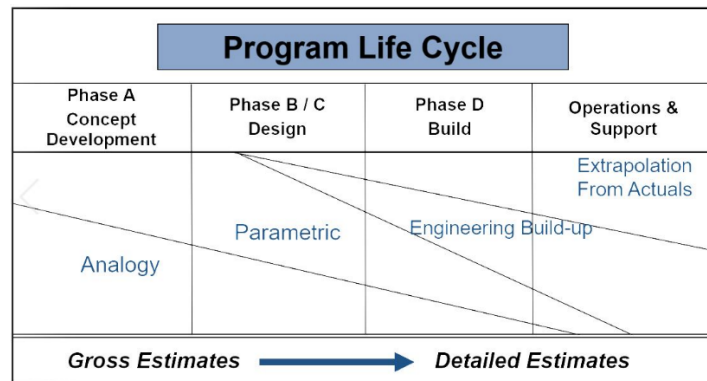 Program Life Cycle
Phase A
Concept
Development
Phase B / C
Design
Phase D
Build
Operations &
Support
Extrapolation
From Actuals
Parametric
Engineering Build-up
Analogy
Gross Estimates
Detailed Estimates